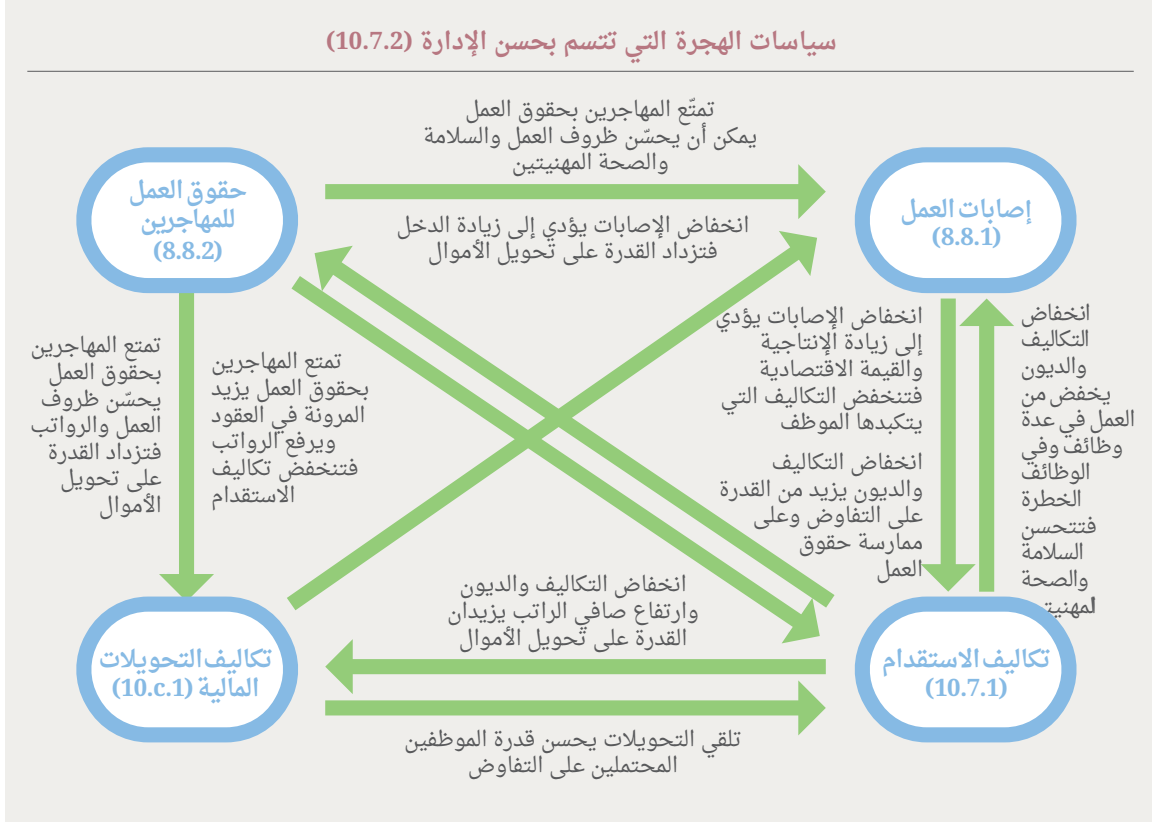 سياسات الهجرة التي تتسم بحسن الإدارة (10.7.2)
تمتّع المهاجرين بحقوق العمل
يمكن أن يحسّن ظروف العمل والسلامة
والصحة المهنيتين
حقوق العمل
للمهاجرين
(8.8.2)
إصابات العمل
(8.8.1)
انخفاض الإصابات يؤدي إلى زيادة الدخل
فتزداد القدرة على تحويل الأموال
انخفاض
التكاليف
والديون
يخفض من
العمل في عدة
وظائف وفي
الوظائف
الخطرة
فتتحسن
السلامة
والصحة
انخفاض الإصابات يؤدي
إلى زيادة الإنتاجية
والقيمة الاقتصادية
فتنخفض التكاليف التي
يتكبدها الموظف
انخفاض التكاليف
والديون يزيد من القدرة
على التفاوض وعلى
ممارسة حقوق
العمل
تمتع المهاجرين
بحقوق العمل يزيد
المرونة في العقود
ويرفع الرواتب
فتنخفض تكاليف
الاستقدام
تمتع المهاجرين
بحقوق العمل
يحسّن ظروف
العمل والرواتب
فتزداد القدرة
على تحويل
الأموال
انخفاض التكاليف والديون
وارتفاع صافي الراتب يزيدان
القدرة على تحويل الأموال
تكاليف الاستقدام
(10.7.1)
تكاليف التحويلات
المالية (10.c.1)
تلقي التحويلات يحسن قدرة الموظفين
المحتملين على التفاوض